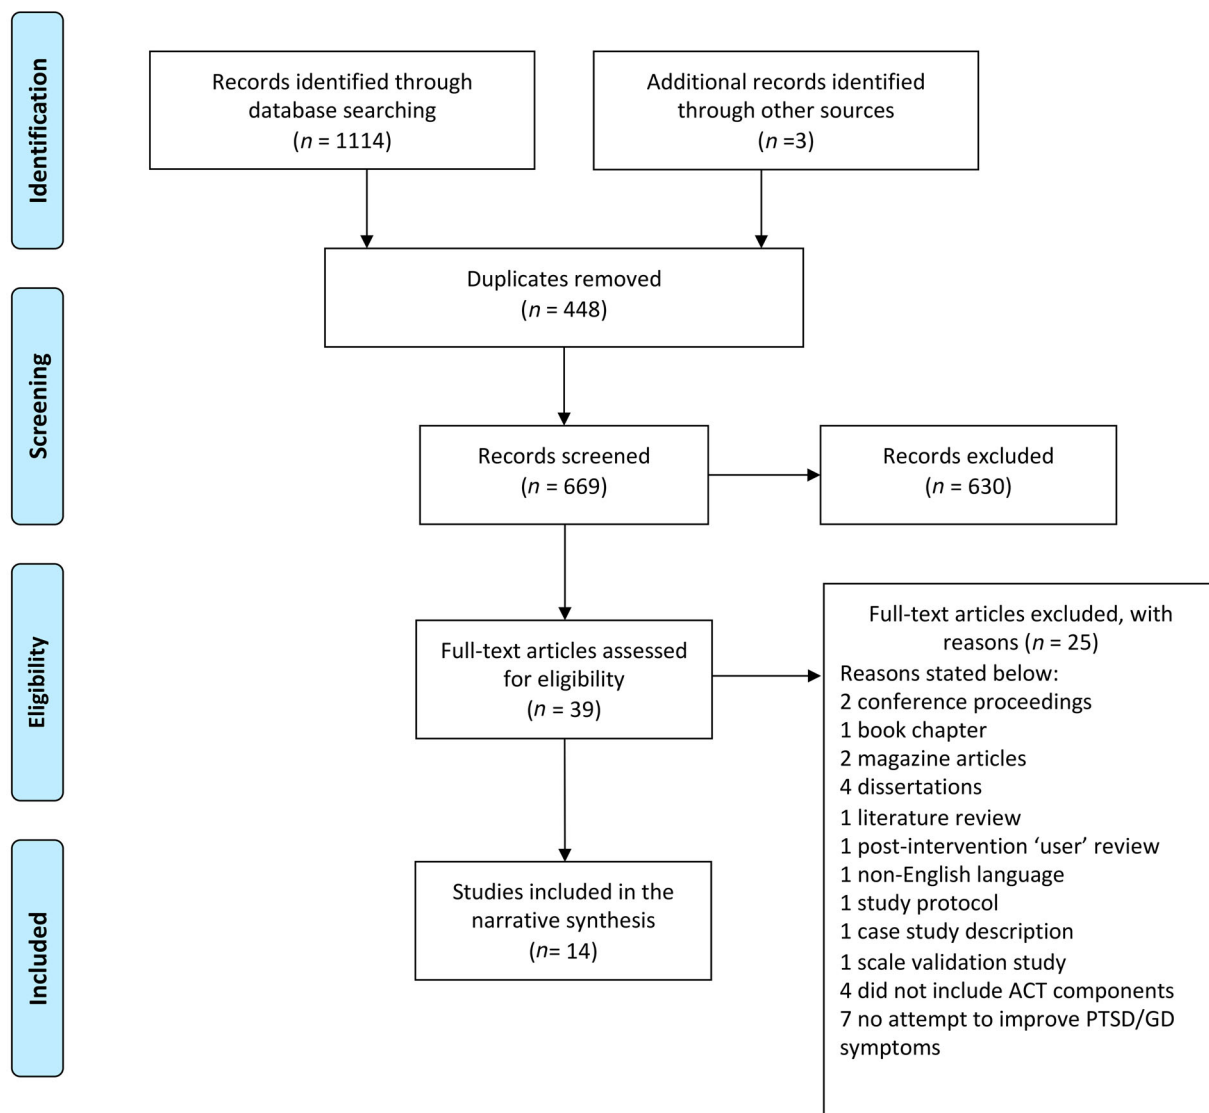 Identification
Records identified through
database searching
(n = 1114)
Additional records identified
through other sources
(n =3)
Duplicates removed
(n = 448)
Screening
Records screened
(n = 669)
Records excluded
(n = 630)
Eligibility
Full-text articles assessed
for eligibility
(n = 39)
Full-text articles excluded, with
reasons (n = 25)
Reasons stated below:
2 conference proceedings
1 book chapter
2 magazine articles
4 dissertations
1 literature review
1 post-intervention ‘user’ review
1 non-English language
1 study protocol
1 case study description
1 scale validation study
4 did not include ACT components
7 no attempt to improve PTSD/GD
symptoms
Included
Studies included in the
narrative synthesis
(n= 14)